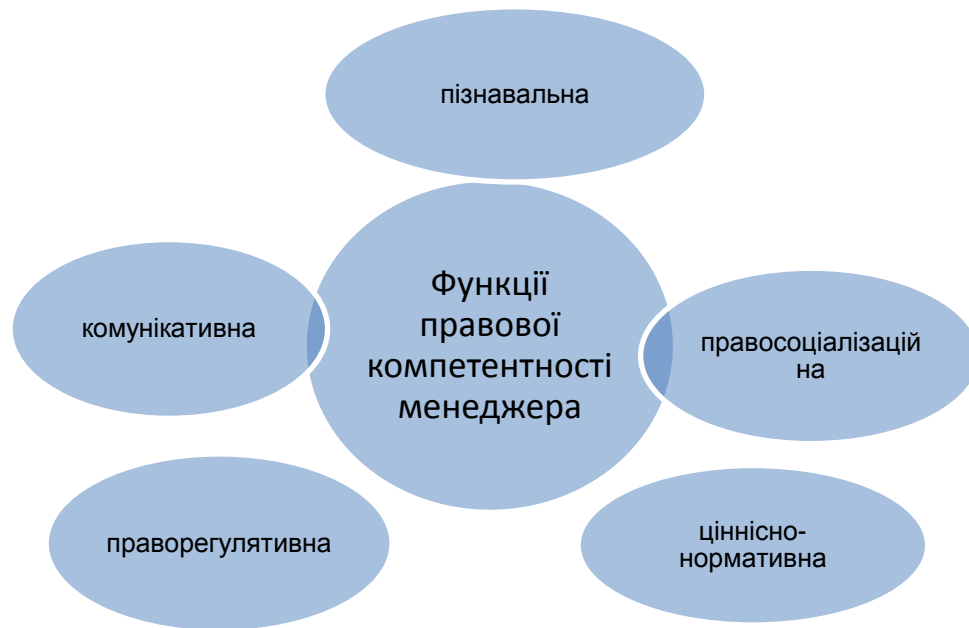 пізнавальна
Функції
правової
компетентності
менеджера
комунікативна
правосоціалізацій
на
праворегулятивна
ціннісно-
нормативна